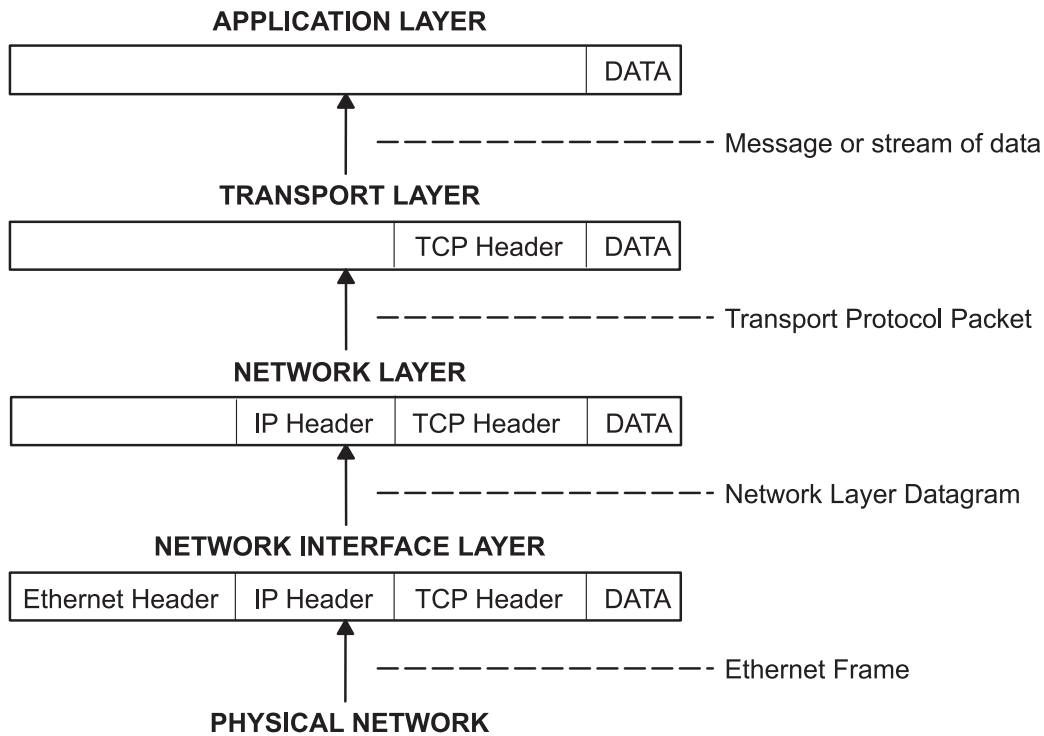 APPLICATION LAYER
DATA
Message or stream of data
TRANSPORT LAYER
TCP Header DATA
Transport Protocol Packet
NETWORK LAYER
IP Header TCP Header DATA
Network Layer Datagram
NETWORK INTERFACE LAYER
Ethernet Header IP Header TCP Header DATA
Ethernet Frame
PHYSICAL NETWORK